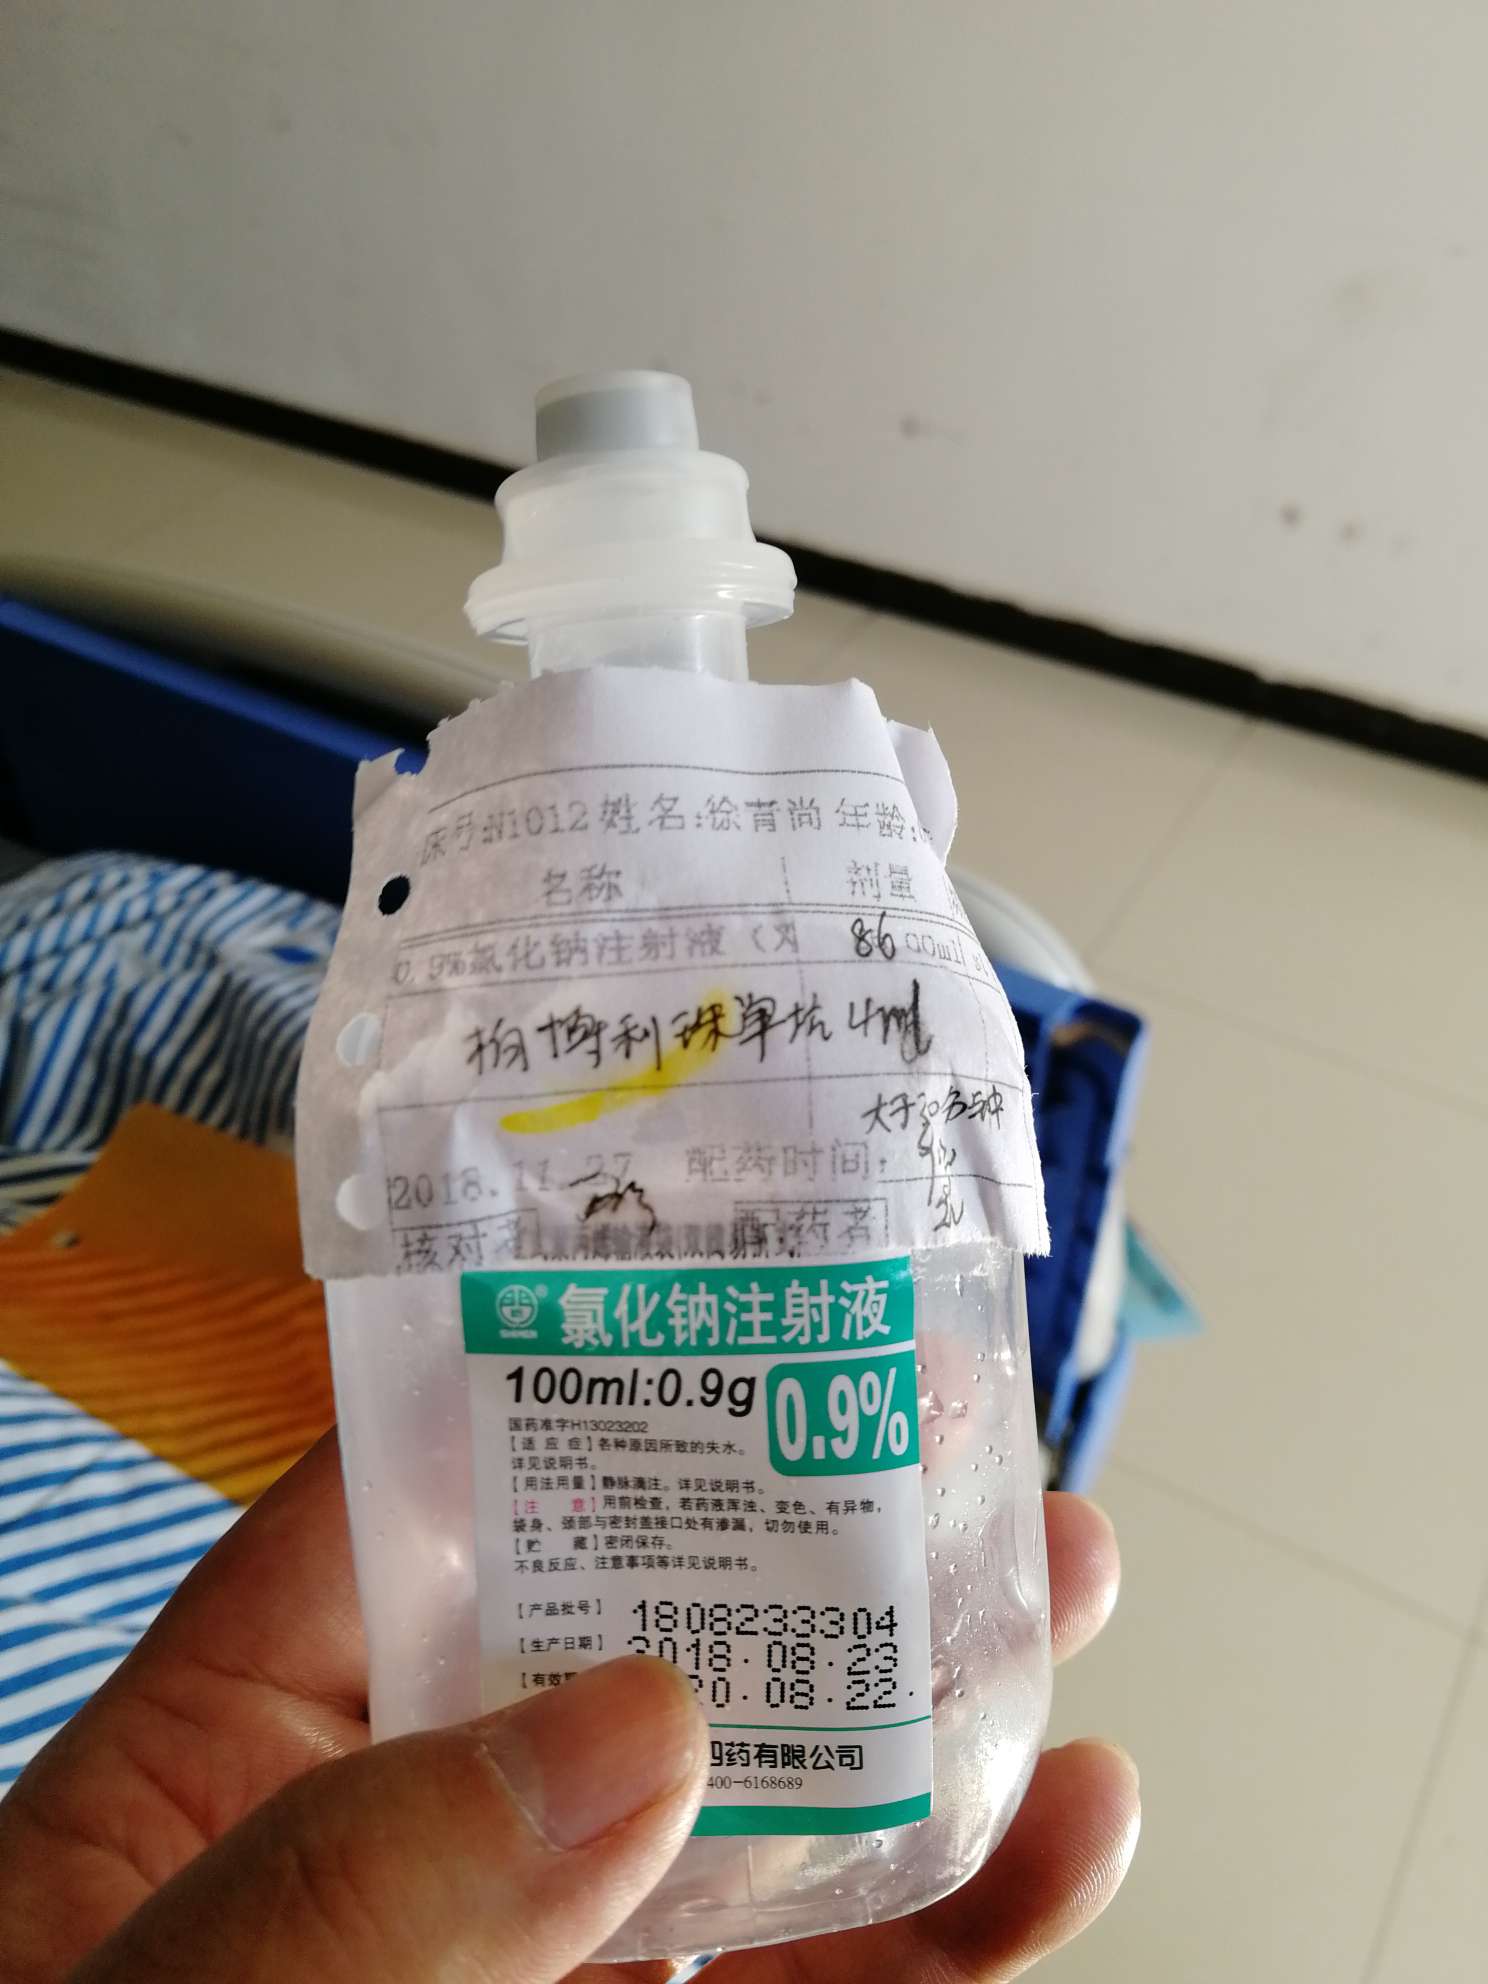 床号:N1012 姓名:徐青尚 年龄:
名称 剂量
0.9%氯化钠注射液(双 86 00ml
柏博利珠单抗 4ml
大于30分钟
2018.11.27 配药时间:
核对者 配药者
氯化钠注射液
100ml:0.9g
0.9%
国药准字H13023202
【适 应 症】各种原因所致的失水。
详见说明书。
【用法用量】静脉滴注。详见说明书。
【注 意】用前检查,若药液浑浊、变色、有异物,
袋身、颈部与密封盖接口处有渗漏,切勿使用。
【贮 藏】密闭保存。
不良反应、注意事项等详见说明书。
【产品批号】 1808233304
【生产日期】 2018.08.23
【有效期 20.08.22.
四药有限公司
400-6168689